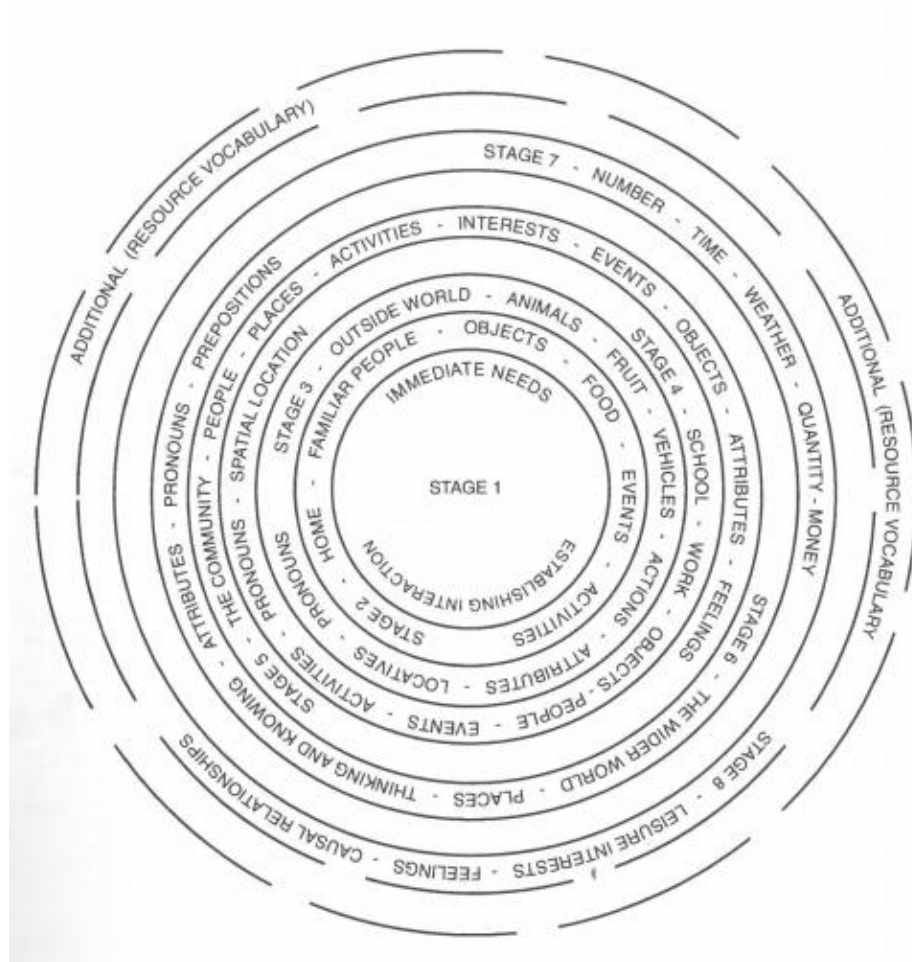 STAGE 1
IMMEDIATE NEEDS
ESTABLISHING INTERACTION
STAGE 2 - HOME - FAMILIAR PEOPLE - OBJECTS - FOOD - EVENTS - ACTIVITIES
STAGE 3 - OUTSIDE WORLD - ANIMALS - FRUIT - VEHICLES - ACTIONS - ATTRIBUTES - LOCATIVES - PRONOUNS
STAGE 4 - SCHOOL - WORK - OBJECTS - PEOPLE - EVENTS - ACTIVITIES - PRONOUNS - SPATIAL LOCATION
STAGE 5 - THE COMMUNITY - PEOPLE - PLACES - ACTIVITIES - INTERESTS - EVENTS - OBJECTS - ATTRIBUTES - FEELINGS
STAGE 6 - THE WIDER WORLD - PLACES - THINKING AND KNOWING - ATTRIBUTES - PRONOUNS - PREPOSITIONS
STAGE 7 - NUMBER - TIME - WEATHER - QUANTITY - MONEY
STAGE 8 - LEISURE INTERESTS - FEELINGS - CAUSAL RELATIONSHIPS
ADDITIONAL (RESOURCE VOCABULARY)
ADDITIONAL (RESOURCE VOCABULARY)